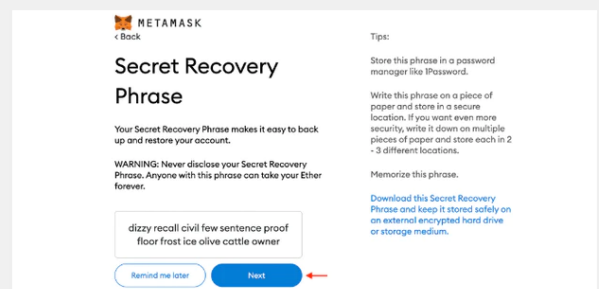 METAMASK
< Back
Secret Recovery
Phrase
Your Secret Recovery Phrase makes it easy to back
up and restore your account.
WARNING: Never disclose your Secret Recovery
Phrase. Anyone with this phrase can take your Ether
forever.
dizzy recall civil few sentence proof
floor frost ice olive cattle owner
Remind me later
Next
Tips:
Store this phrase in a password
manager like 1Password.
Write this phrase on a piece of
paper and store in a secure
location. If you want even more
security, write it down on multiple
pieces of paper and store each in 2
- 3 different locations.
Memorize this phrase.
Download this Secret Recovery
Phrase and keep it stored safely on
an external encrypted hard drive
or storage medium.